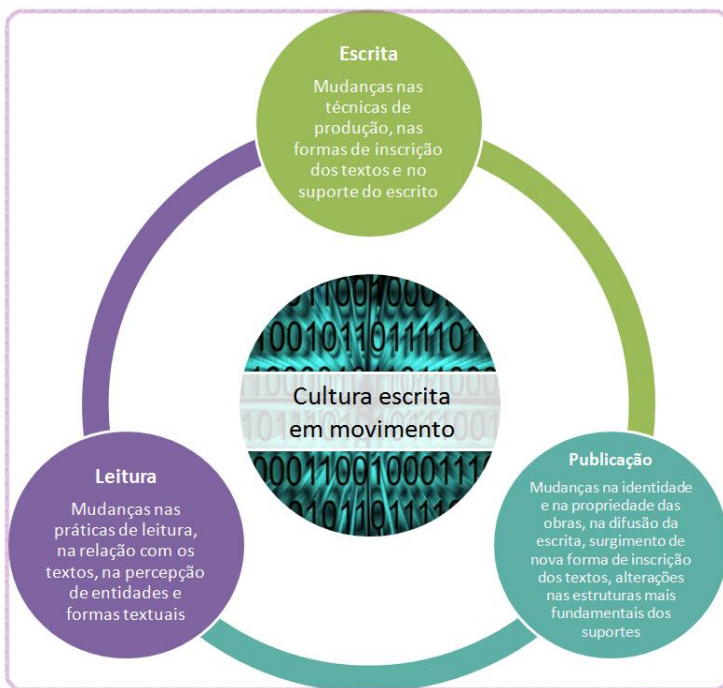 Escrita
Mudanças nas
técnicas de
produção, nas
formas de inscrição
dos textos e no
suporte do escrito
Cultura escrita
em movimento
Leitura
Mudanças nas
práticas de leitura,
na relação com os
textos, na percepção
de entidades e
formas textuais
Publicação
Mudanças na identidade
e na propriedade das
obras, na difusão da
escrita, surgimento de
nova forma de inscrição
dos textos, alterações
nas estruturas mais
fundamentais dos
suportes